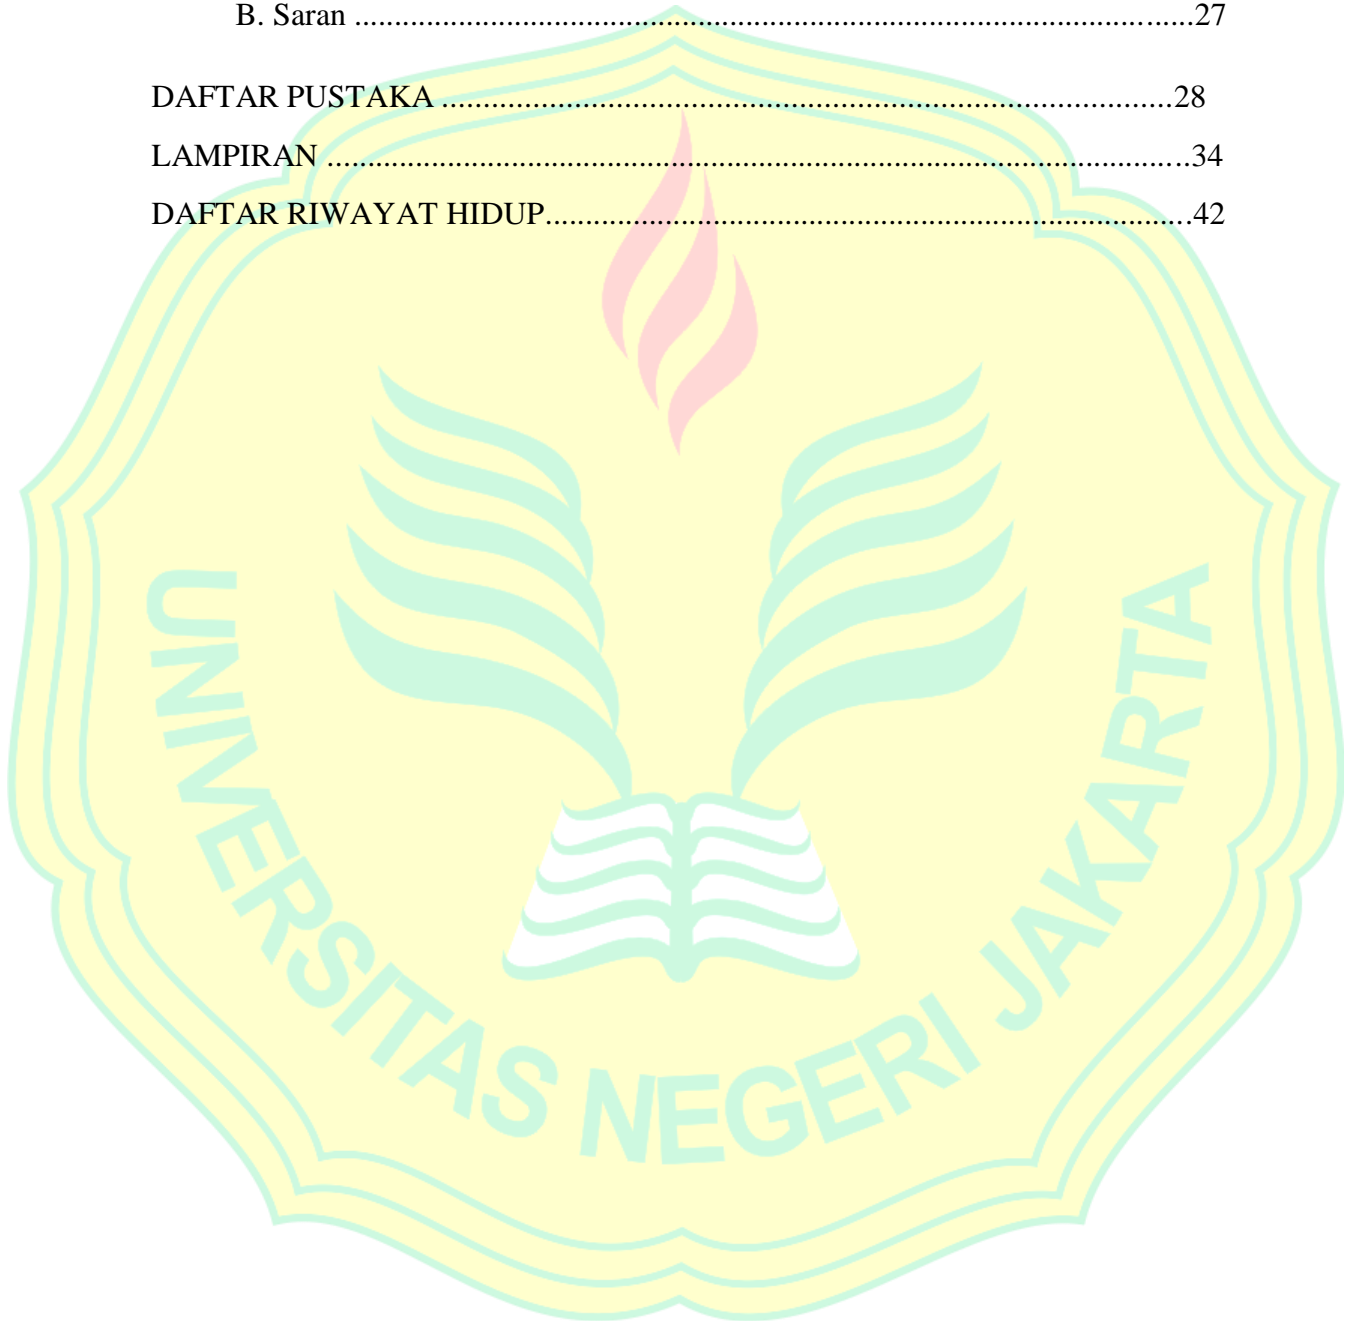 B. Saran ........................................................................................................27
DAFTAR PUSTAKA ...........................................................................................28
LAMPIRAN ...........................................................................................................34
DAFTAR RIWAYAT HIDUP................................................................................42
UNIVERSITAS NEGERI JAKARTA